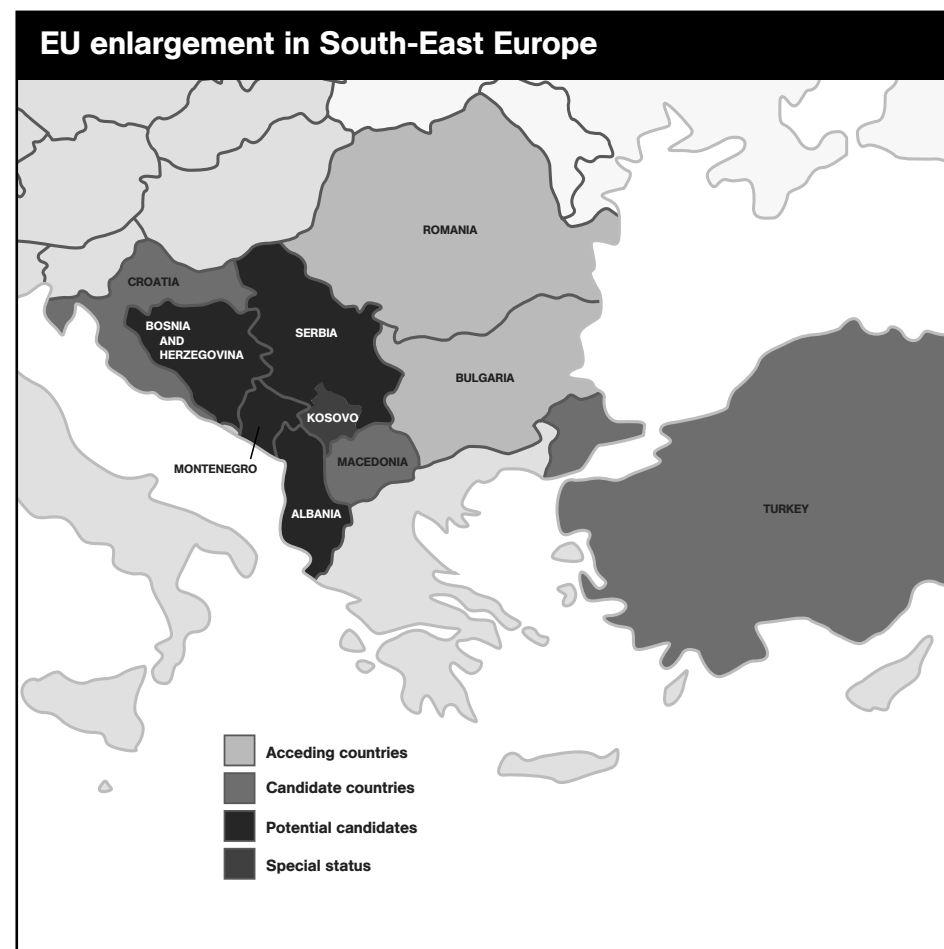 EU enlargement in South-East Europe
ROMANIA
CROATIA
BOSNIA
AND
HERZEGOVINA
SERBIA
BULGARIA
KOSOVO
MONTENEGRO
MACEDONIA
ALBANIA
TURKEY
Acceding countries
Candidate countries
Potential candidates
Special status